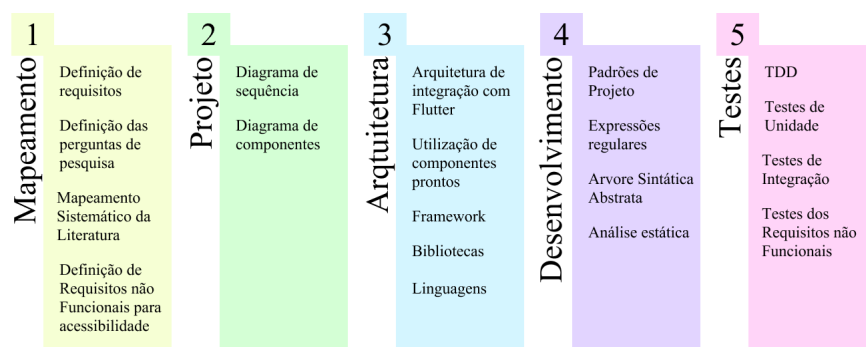 1
Mapeamento
Definição de
requisitos
Definição das
perguntas de
pesquisa
Mapeamento
Sistemático da
Literatura
Definição de
Requisitos não
Funcionais para
acessibilidade
2
Projeto
Diagrama de
sequência
Diagrama de
componentes
3
Arqtuitetura
Arquitetura de
integração com
Flutter
Utilização de
componentes
prontos
Framework
Bibliotecas
Linguagens
4
Desenvolvimento
Padrões de
Projeto
Expressões
regulares
Arvore Sintática
Abstrata
Análise estática
5
Testes
TDD
Testes de
Unidade
Testes de
Integração
Testes dos
Requisitos não
Funcionais